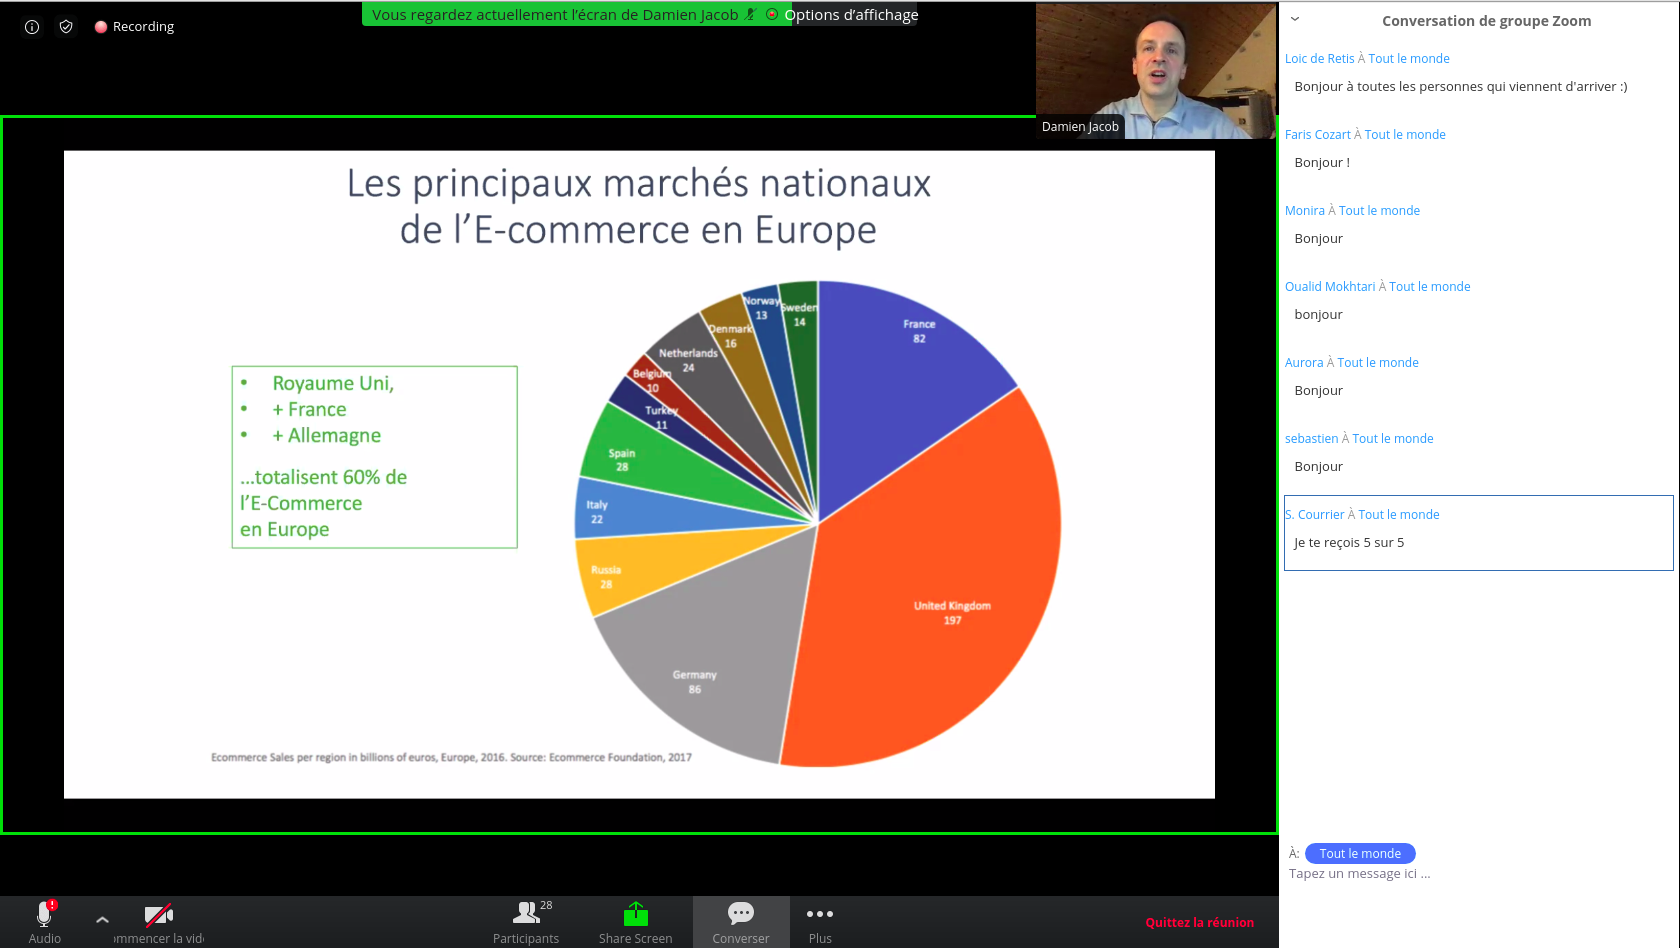 Vous regardez actuellement l’écran de Damien Jacob
Options d’affichage
Recording
Damien Jacob
Les principaux marchés nationaux
de l’E-commerce en Europe
• Royaume Uni,
• + France
• + Allemagne
...totalisent 60% de
l’E-Commerce
en Europe
France
82
United Kingdom
197
Germany
86
Russia
28
Italy
22
Spain
28
Turkey
11
Belgium
10
Netherlands
24
Denmark
16
Norway
13
Sweden
14
Ecommerce Sales per region in billions of euros, Europe, 2016. Source: Ecommerce Foundation, 2017
Audio
ommencer la vid
Participants
28
Share Screen
Converser
Plus
Quittez la réunion
Conversation de groupe Zoom
Loic de Retis À Tout le monde
Bonjour à toutes les personnes qui viennent d'arriver :)
Faris Cozart À Tout le monde
Bonjour !
Monira À Tout le monde
Bonjour
Oualid Mokhtari À Tout le monde
bonjour
Aurora À Tout le monde
Bonjour
sebastien À Tout le monde
Bonjour
S. Courrier À Tout le monde
Je te reçois 5 sur 5
À: Tout le monde
Tapez un message ici ...